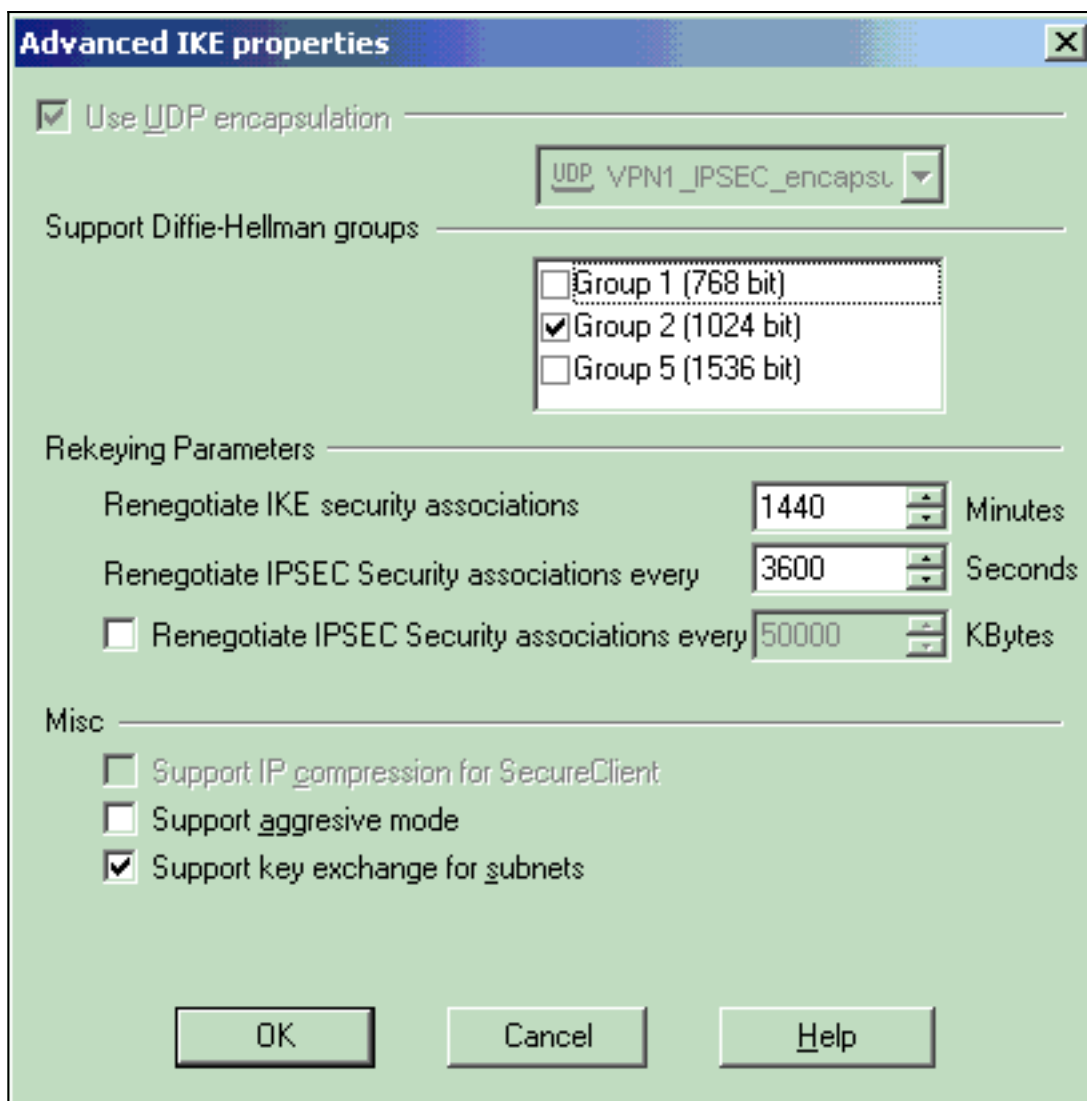 Advanced IKE properties
Use UDP encapsulation
UDP VPN1_IPSEC_encapsu
Support Diffie-Hellman groups
Group 1 (768 bit)
Group 2 (1024 bit)
Group 5 (1536 bit)
Rekeying Parameters
Renegotiate IKE security associations 1440 Minutes
Renegotiate IPSEC Security associations every 3600 Seconds
Renegotiate IPSEC Security associations every 50000 KBytes
Misc
Support IP compression for SecureClient
Support aggresive mode
Support key exchange for subnets
OK Cancel Help